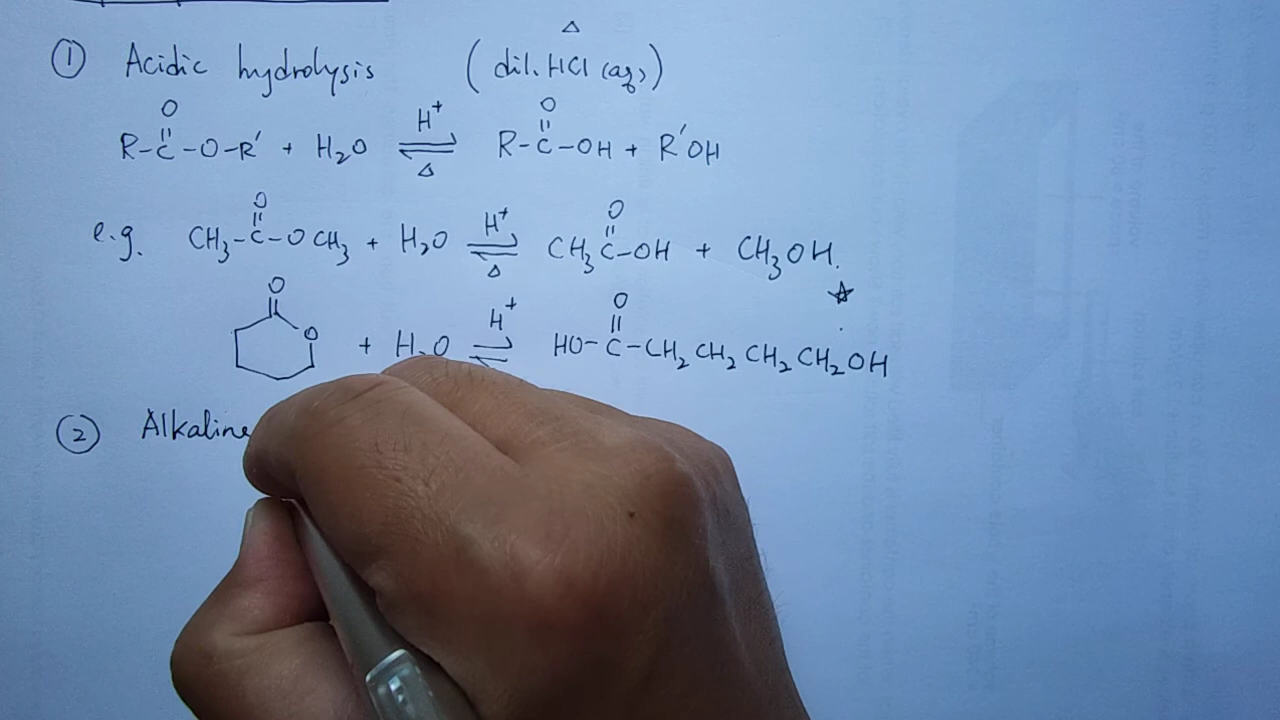 ① Acidic hydrolysis (dil. HCl (aq)) Δ
R-C(=O)-O-R' + H₂O ⇌ (H⁺, Δ) R-C(=O)-OH + R'OH
e.g. CH₃-C(=O)-OCH₃ + H₂O ⇌ (H⁺, Δ) CH₃C(=O)-OH + CH₃OH.
O O + H₂O ⇌ (H⁺) HO-C(=O)-CH₂CH₂CH₂CH₂OH
② Alkaline